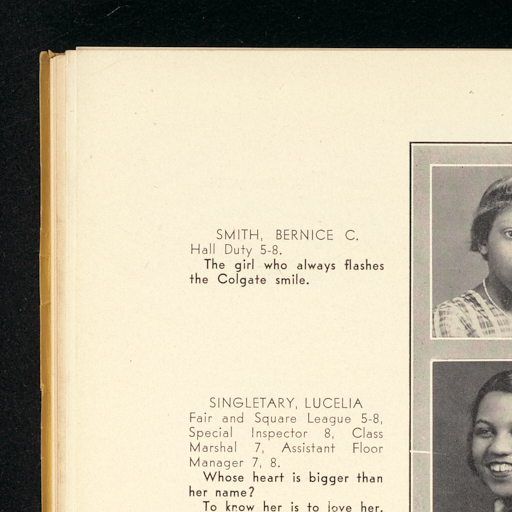 SMITH, BERNICE C.
Hall Duty 5-8.
The girl who always flashes
the Colgate smile.
SINGLETARY, LUCELIA
Fair and Square League 5-8,
Special Inspector 8, Class
Marshal 7, Assistant Floor
Manager 7, 8.
Whose heart is bigger than
her name?
To know her is to love her.